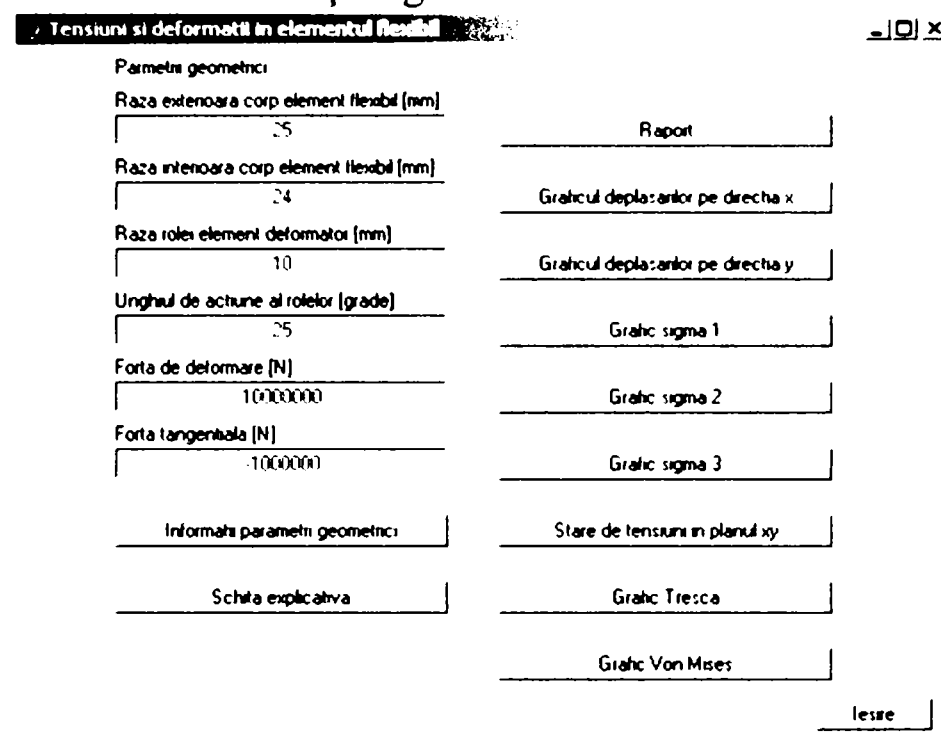 Tensiuni si deformatii in elementul flexibil
Parmetrii geometrici
Raza exterioara corp element flexibil [mm]
25
Raza interioara corp element flexibil [mm]
24
Raza rolei element deformator [mm]
10
Unghiul de actiune al rolelor [grade]
25
Forta de deformare [N]
10000000
Forta tangentiala [N]
-1000000
Informatii parametri geometrici
Schita explicativa
Raport
Graficul deplasarilor pe directia x
Graficul deplasarilor pe directia y
Grafic sigma 1
Grafic sigma 2
Grafic sigma 3
Stare de tensiuni in planul xy
Grafic Tresca
Grafic Von Mises
Iesire